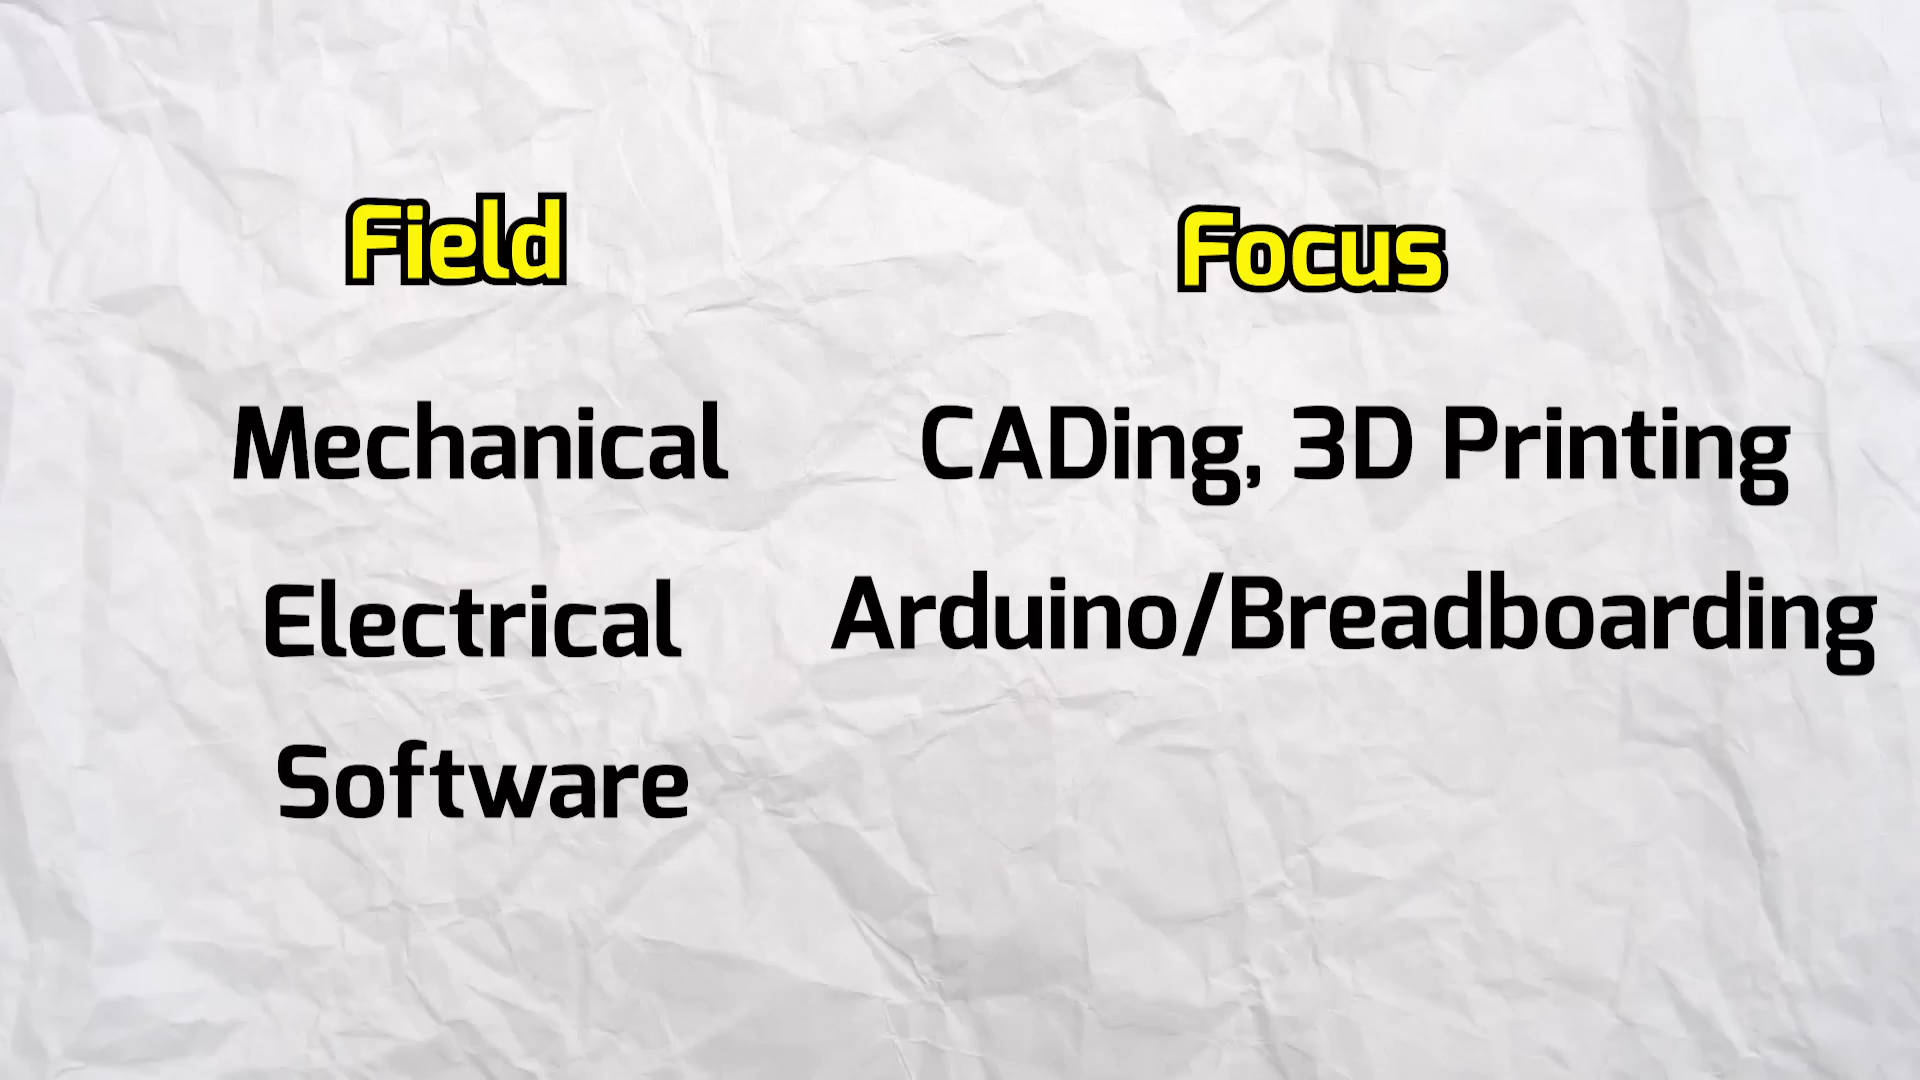 Field Focus
Mechanical CADing, 3D Printing
Electrical Arduino/Breadboarding
Software